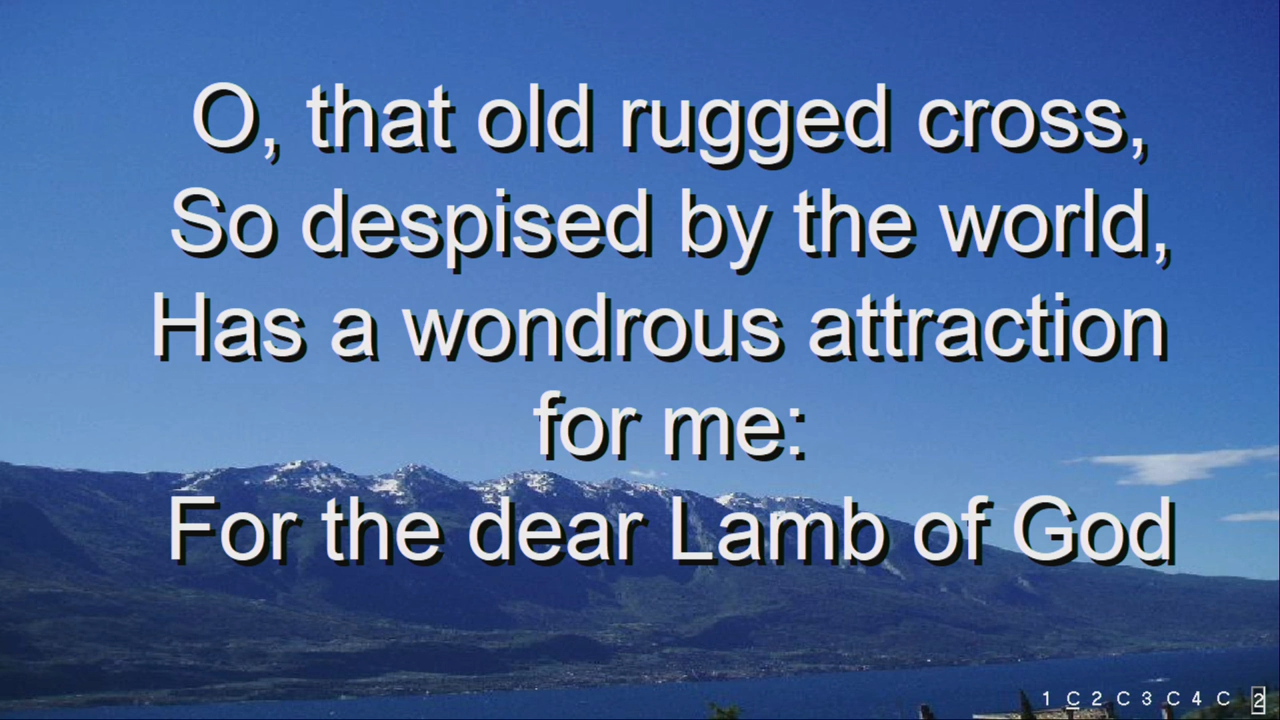 O, that old rugged cross,
So despised by the world,
Has a wondrous attraction
for me:
For the dear Lamb of God
1 C 2 C 3 C 4 C 2